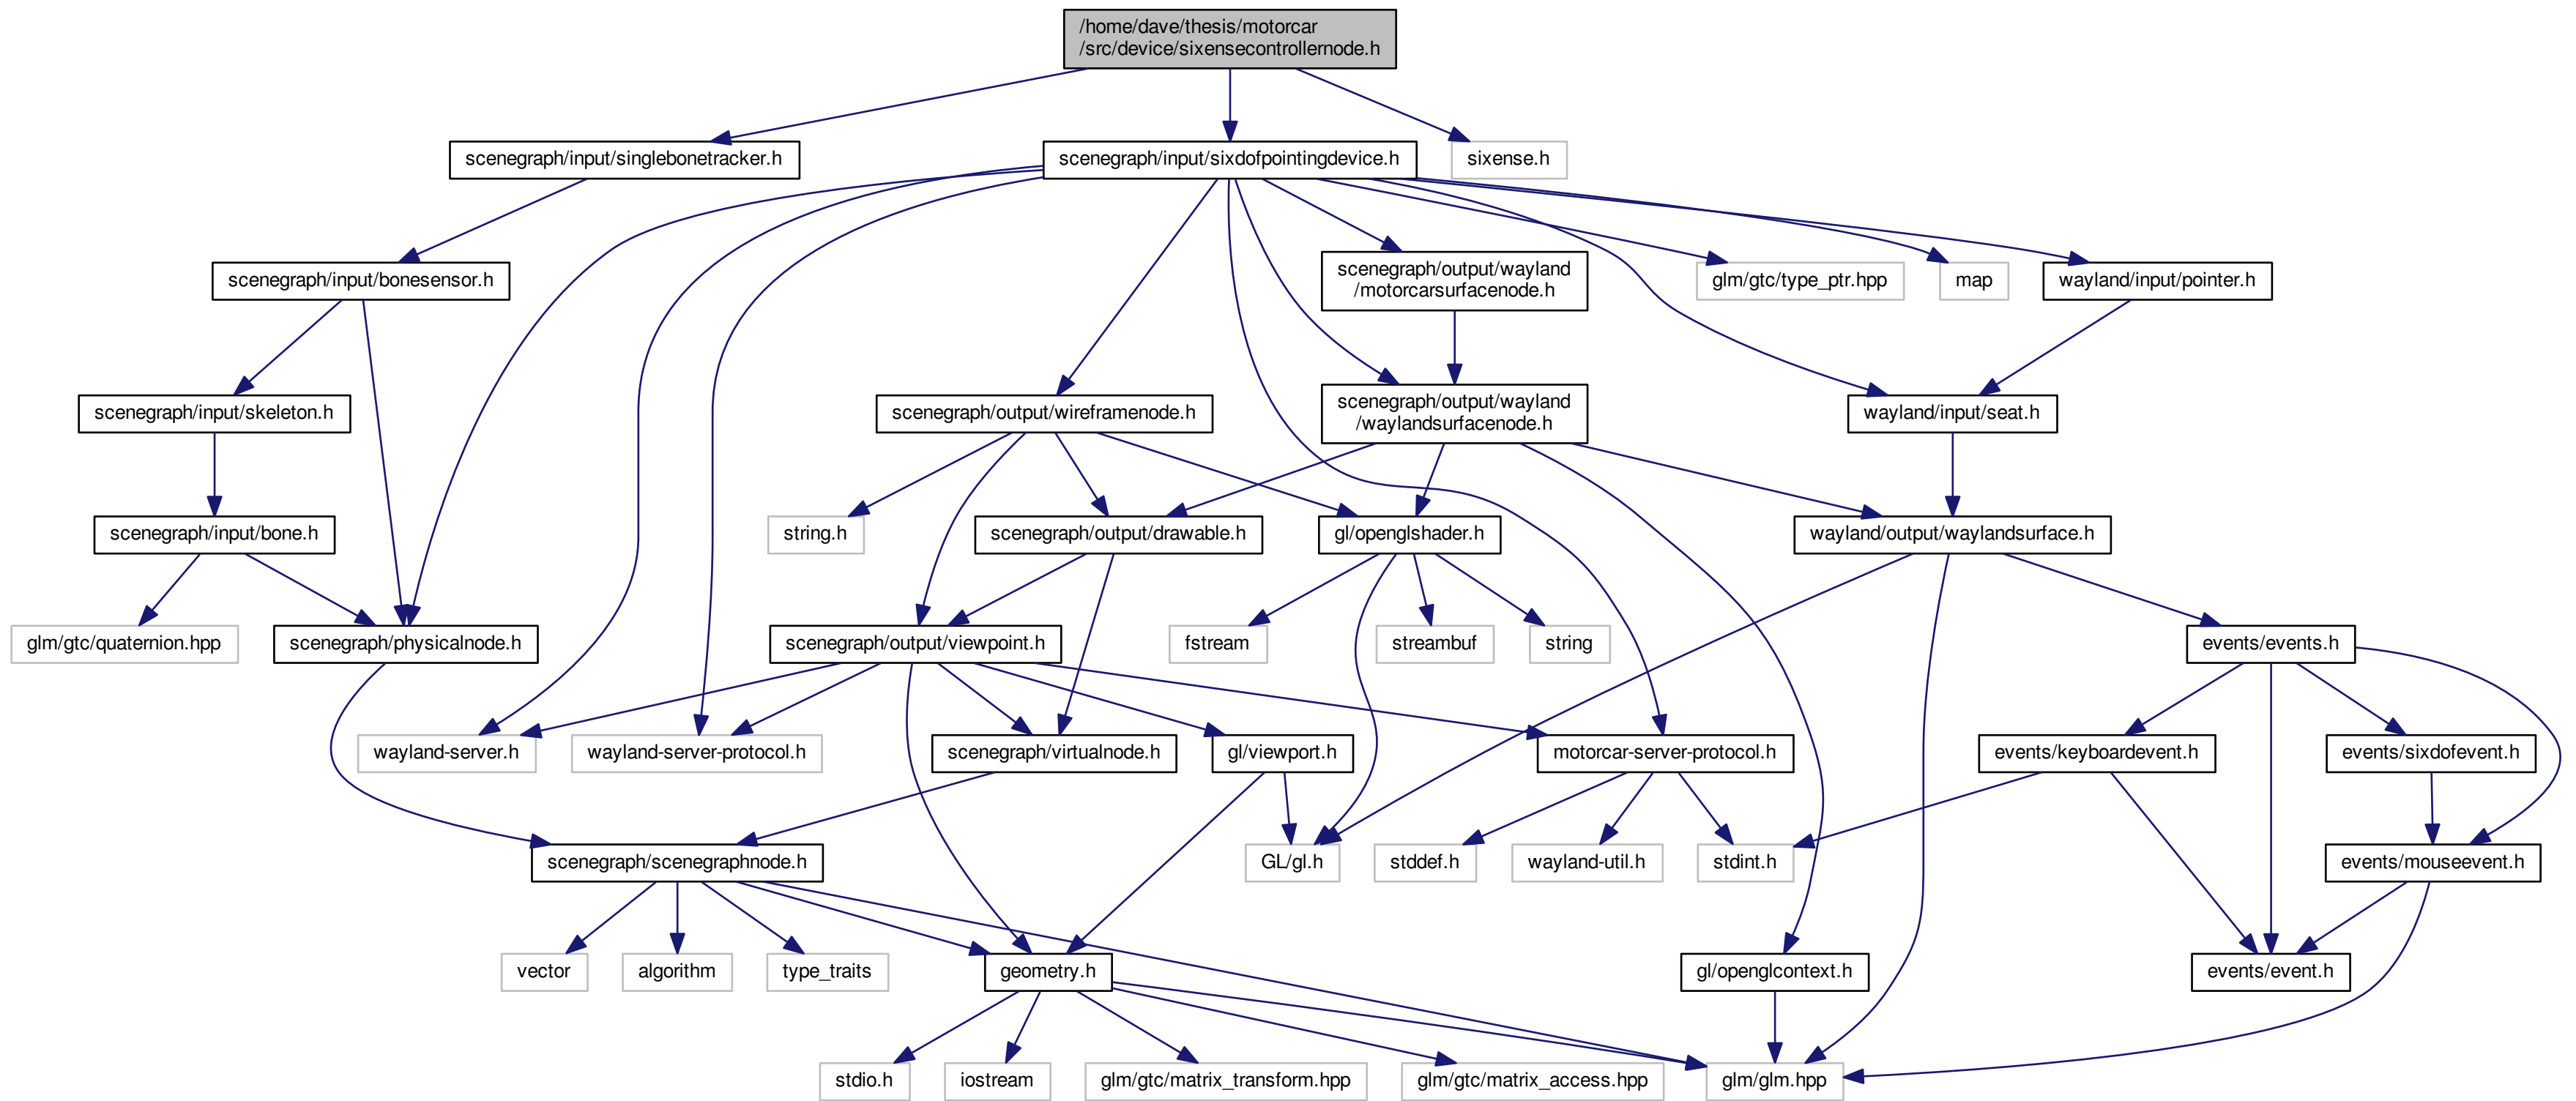 /home/dave/thesis/motorcar
/src/device/sixensecontrollernode.h
scenegraph/input/singlebonetracker.h
scenegraph/input/sixdofpointingdevice.h
sixense.h
scenegraph/input/bonesensor.h
scenegraph/output/wayland
/motorcarsurfacenode.h
glm/gtc/type_ptr.hpp
map
wayland/input/pointer.h
scenegraph/input/skeleton.h
scenegraph/output/wireframenode.h
scenegraph/output/wayland
/waylandsurfacenode.h
wayland/input/seat.h
scenegraph/input/bone.h
string.h
scenegraph/output/drawable.h
gl/openglshader.h
wayland/output/waylandsurface.h
glm/gtc/quaternion.hpp
scenegraph/physicalnode.h
scenegraph/output/viewpoint.h
fstream
streambuf
string
events/events.h
wayland-server.h
wayland-server-protocol.h
scenegraph/virtualnode.h
gl/viewport.h
motorcar-server-protocol.h
events/keyboardevent.h
events/sixdofevent.h
scenegraph/scenegraphnode.h
GL/gl.h
stddef.h
wayland-util.h
stdint.h
events/mouseevent.h
vector
algorithm
type_traits
geometry.h
gl/openglcontext.h
events/event.h
stdio.h
iostream
glm/gtc/matrix_transform.hpp
glm/gtc/matrix_access.hpp
glm/glm.hpp